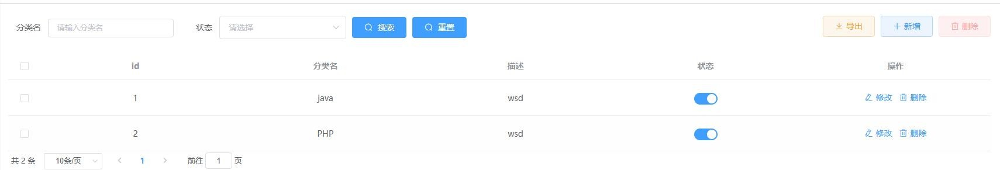 分类名 请输入分类名 状态 请选择 搜索 重置 导出 新增 删除
id 分类名 描述 状态 操作
1 java wsd 修改 删除
2 PHP wsd 修改 删除
共 2 条 10条/页 1 前往 1 页